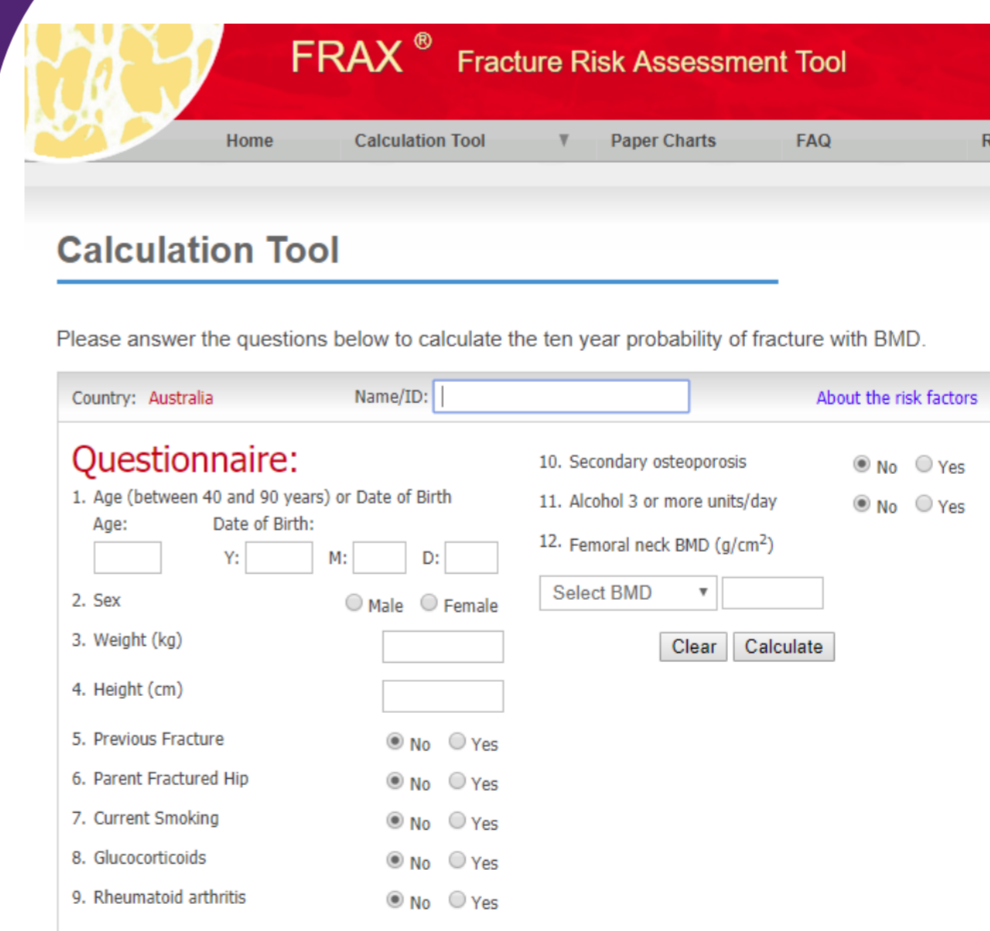 FRAX ® Fracture Risk Assessment Tool
Home Calculation Tool ▼ Paper Charts FAQ R
Calculation Tool
Please answer the questions below to calculate the ten year probability of fracture with BMD.
Country: Australia Name/ID: About the risk factors
Questionnaire:
1. Age (between 40 and 90 years) or Date of Birth
Age: Date of Birth:
Y: M: D:
2. Sex Male Female
3. Weight (kg)
4. Height (cm)
5. Previous Fracture No Yes
6. Parent Fractured Hip No Yes
7. Current Smoking No Yes
8. Glucocorticoids No Yes
9. Rheumatoid arthritis No Yes
10. Secondary osteoporosis No Yes
11. Alcohol 3 or more units/day No Yes
12. Femoral neck BMD (g/cm²)
Select BMD ▼
Clear Calculate